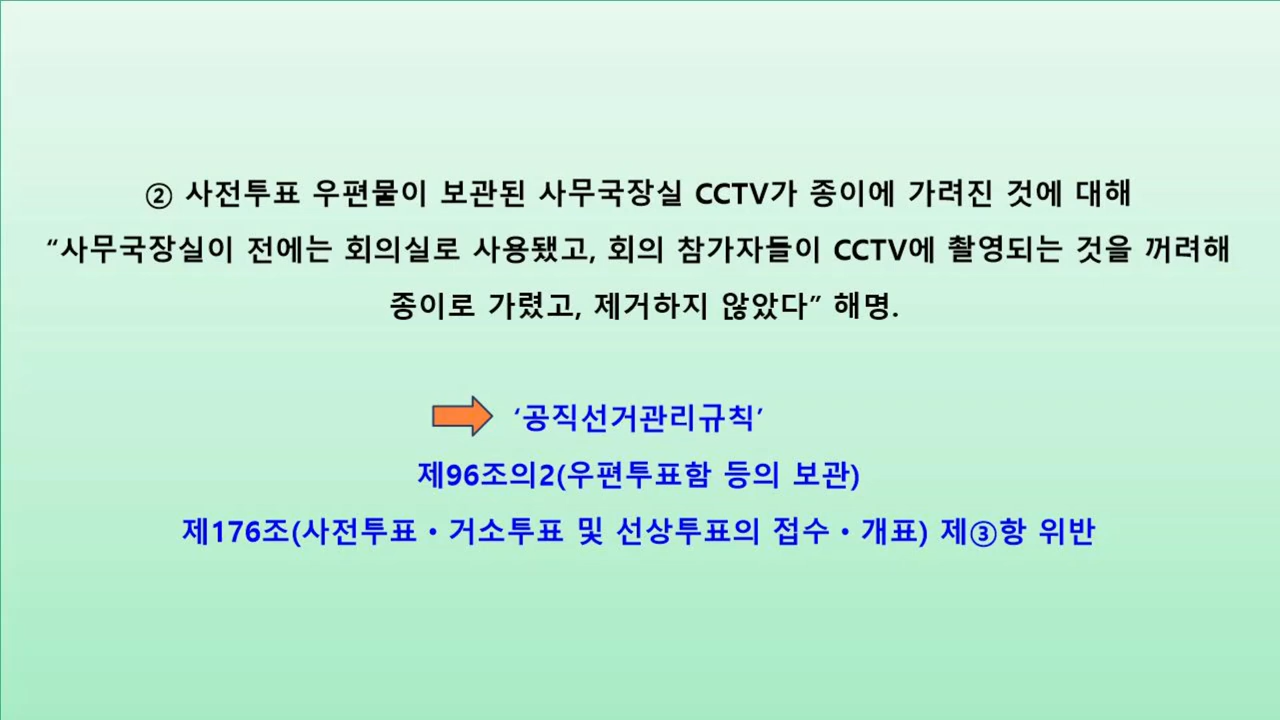 ② 사전투표 우편물이 보관된 사무국장실 CCTV가 종이에 가려진 것에 대해
“사무국장실이 전에는 회의실로 사용됐고, 회의 참가자들이 CCTV에 촬영되는 것을 꺼려해
종이로 가렸고, 제거하지 않았다” 해명.
‘공직선거관리규칙’
제96조의2(우편투표함 등의 보관)
제176조(사전투표・거소투표 및 선상투표의 접수・개표) 제③항 위반